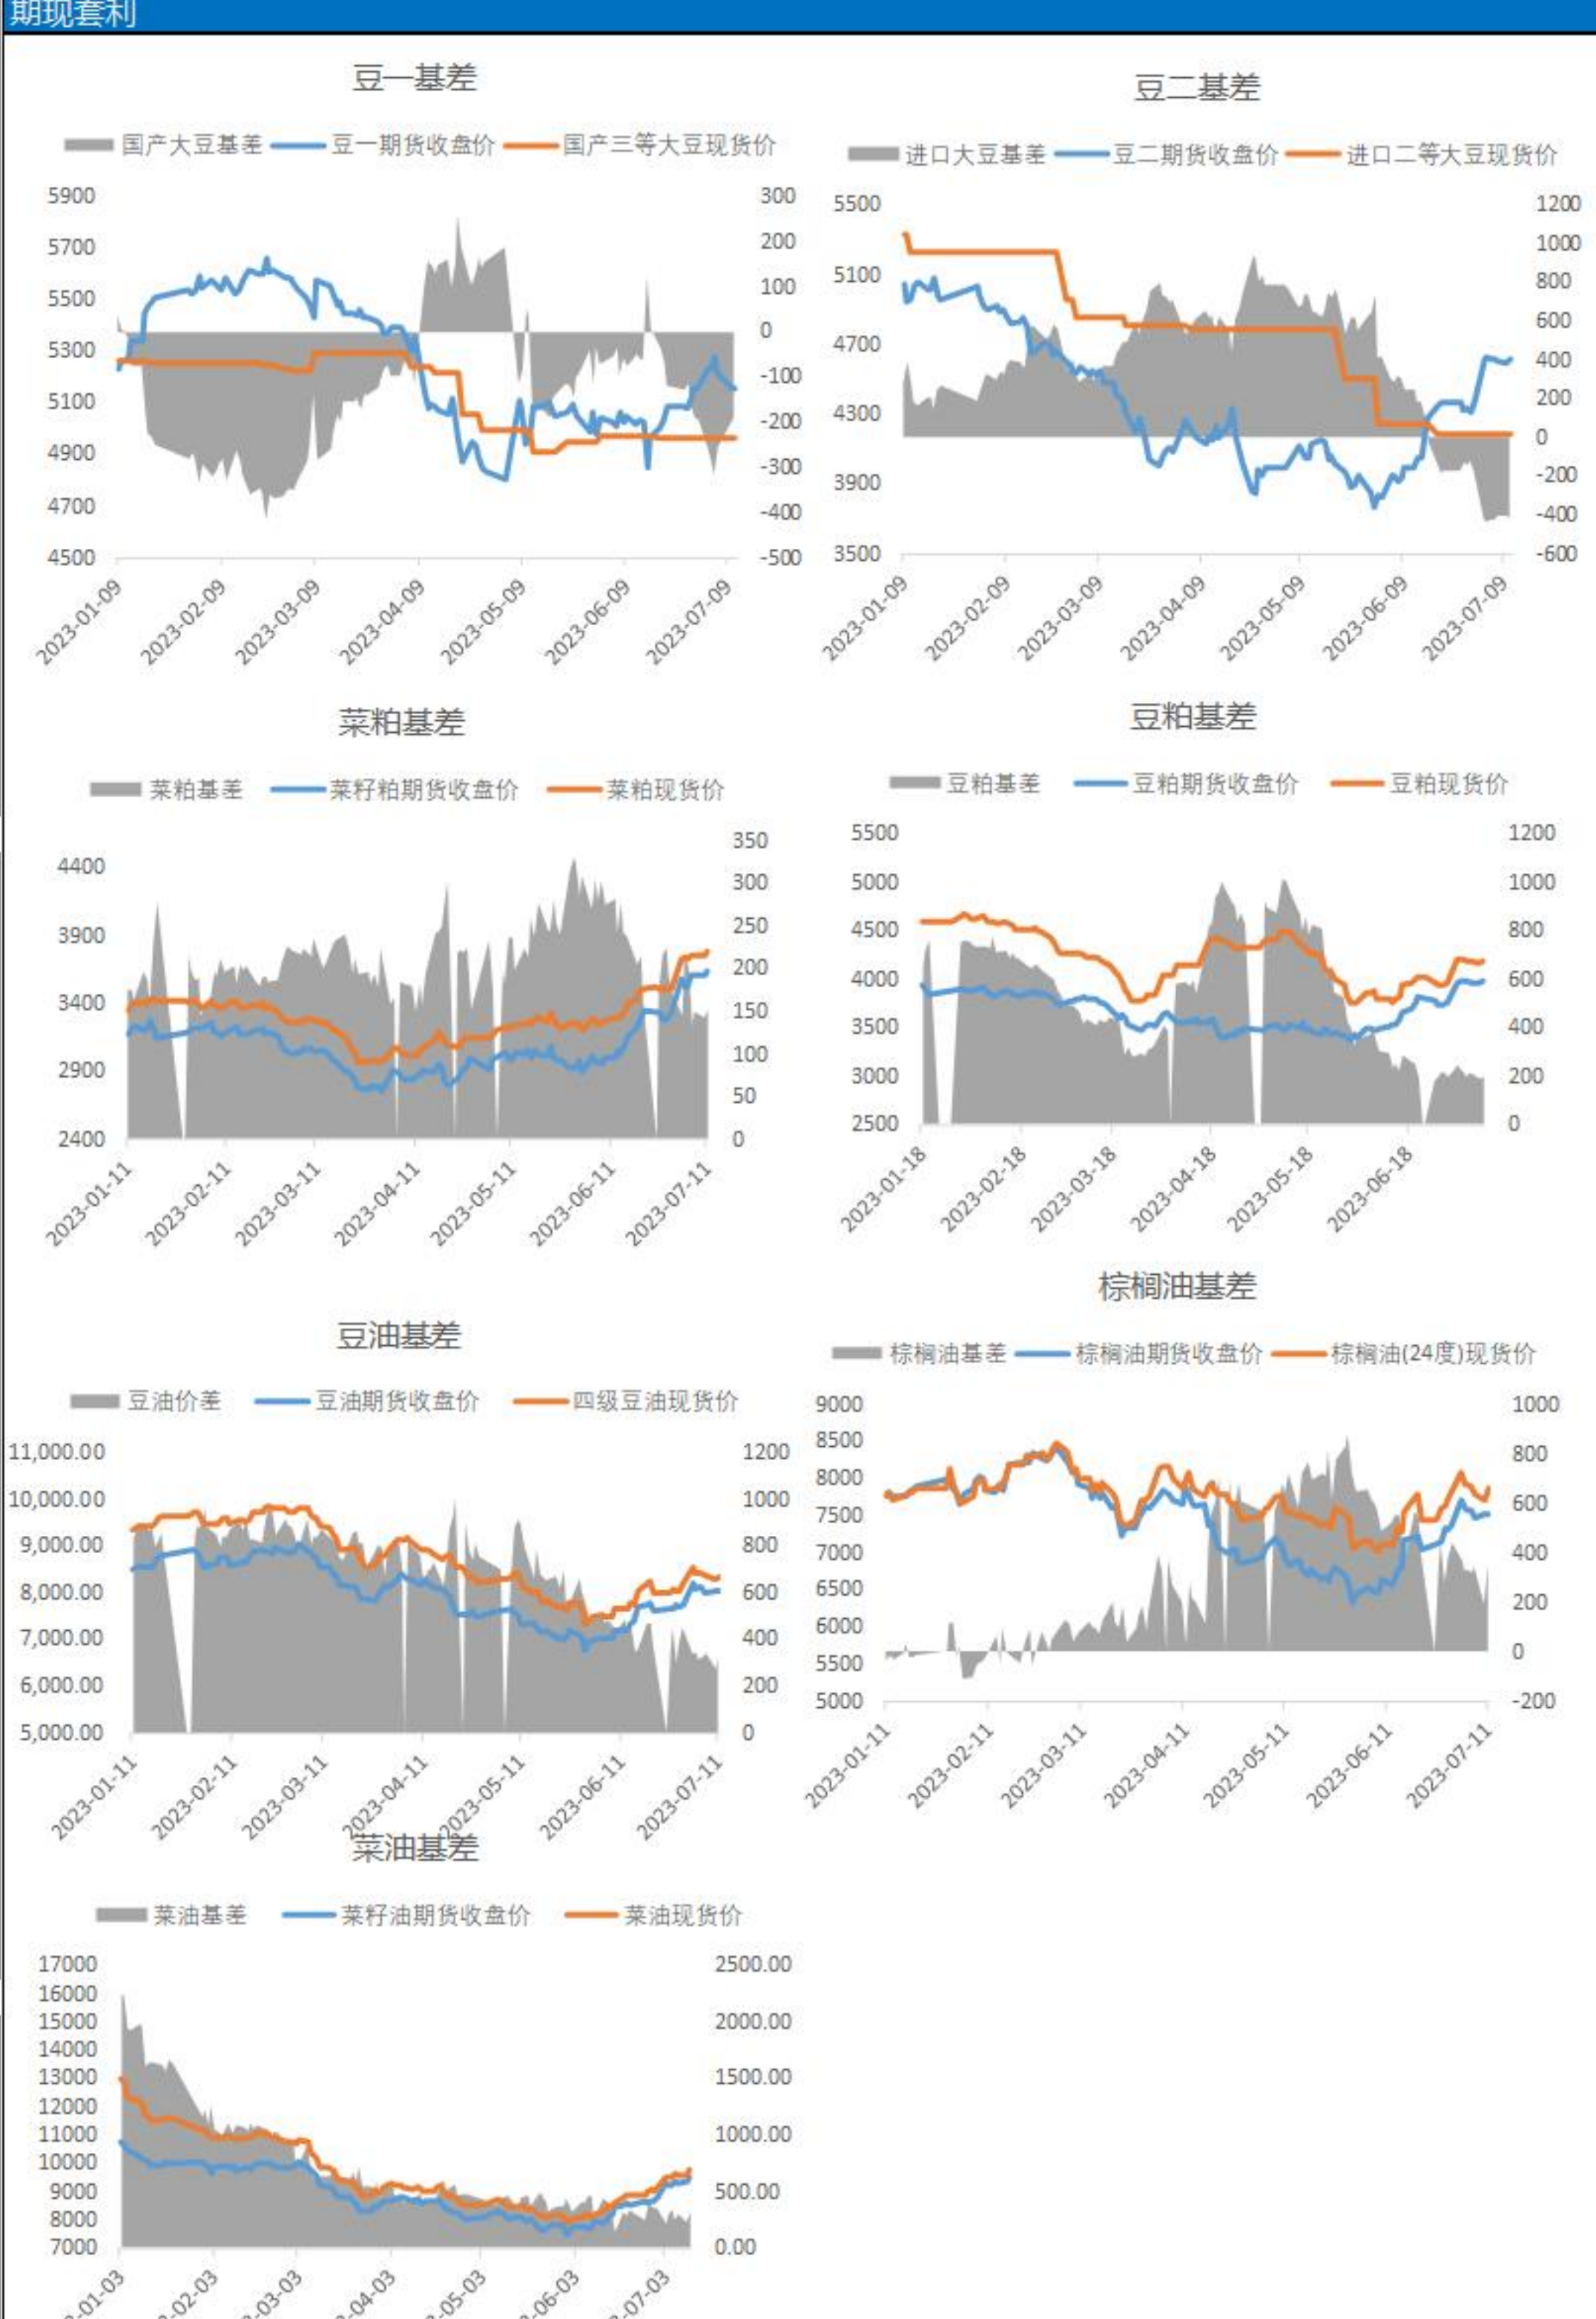 期现套利
豆一基差
国产大豆基差 豆一期货收盘价 国产三等大豆现货价
5900 300
5700 200
5500 100
5300 0
5100 -100
4900 -200
4700 -300
4500 -400
-500
2023-01-09 2023-02-09 2023-03-09 2023-04-09 2023-05-09 2023-06-09 2023-07-09
豆二基差
进口大豆基差 豆二期货收盘价 进口二等大豆现货价
5500 1200
5100 1000
4700 800
4300 600
3900 400
3500 200
0
-200
-400
-600
2023-01-09 2023-02-09 2023-03-09 2023-04-09 2023-05-09 2023-06-09 2023-07-09
菜粕基差
菜粕基差 菜籽粕期货收盘价 菜粕现货价
4400 350
3900 300
3400 250
2900 200
2400 150
100
50
0
2023-01-11 2023-02-11 2023-03-11 2023-04-11 2023-05-11 2023-06-11 2023-07-11
豆粕基差
豆粕基差 豆粕期货收盘价 豆粕现货价
5500 1200
5000 1000
4500 800
4000 600
3500 400
3000 200
2500 0
2023-01-18 2023-02-18 2023-03-18 2023-04-18 2023-05-18 2023-06-18
豆油基差
豆油价差 豆油期货收盘价 四级豆油现货价
11,000.00 1200
10,000.00 1000
9,000.00 800
8,000.00 600
7,000.00 400
6,000.00 200
5,000.00 0
2023-01-11 2023-02-11 2023-03-11 2023-04-11 2023-05-11 2023-06-11 2023-07-11
棕榈油基差
棕榈油基差 棕榈油期货收盘价 棕榈油(24度)现货价
9000 1000
8500 800
8000 600
7500 400
7000 200
6500 0
6000 -200
5500
5000
2023-01-11 2023-02-11 2023-03-11 2023-04-11 2023-05-11 2023-06-11 2023-07-11
菜油基差
菜油基差 菜籽油期货收盘价 菜油现货价
17000 2500.00
16000 2000.00
15000 1500.00
14000 1000.00
13000 500.00
12000 0.00
11000
10000
9000
8000
7000
-01-03 -02-03 -03-03 -04-03 -05-03 -06-03 -07-03